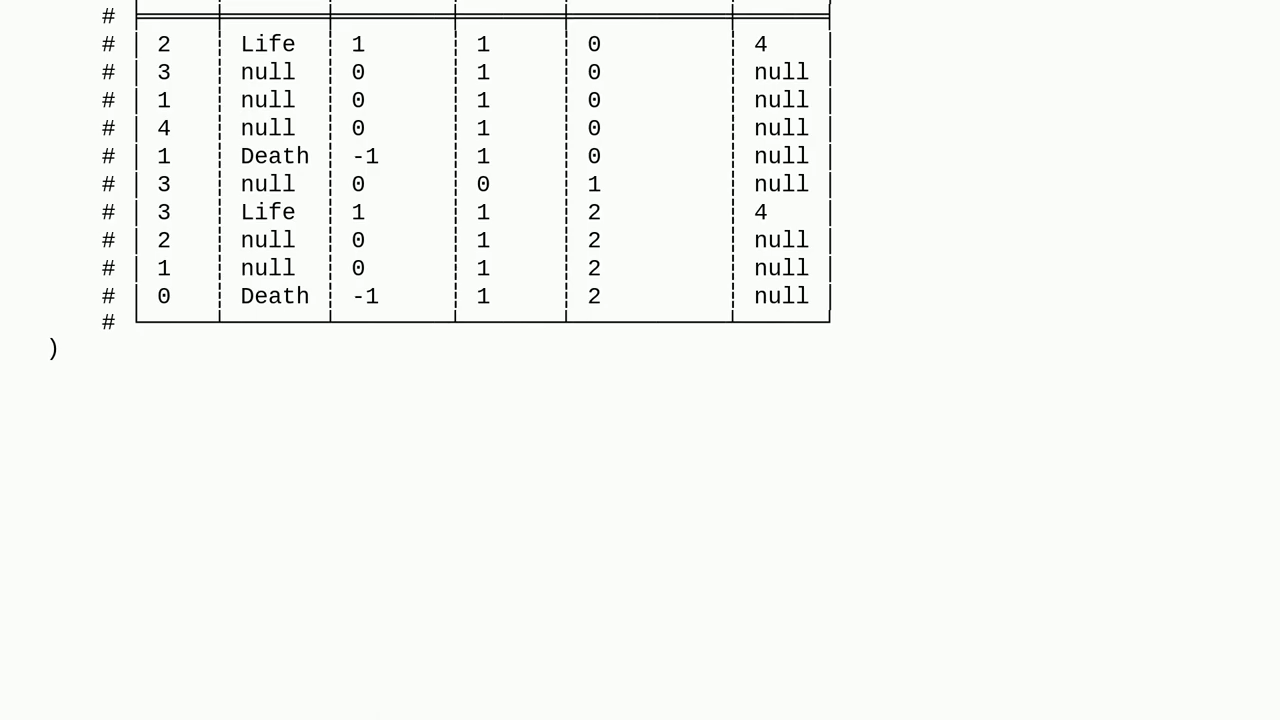 #
# 2 Life 1 1 0 4
# 3 null 0 1 0 null
# 1 null 0 1 0 null
# 4 null 0 1 0 null
# 1 Death -1 1 0 null
# 3 null 0 0 1 null
# 3 Life 1 1 2 4
# 2 null 0 1 2 null
# 1 null 0 1 2 null
# 0 Death -1 1 2 null
#
)